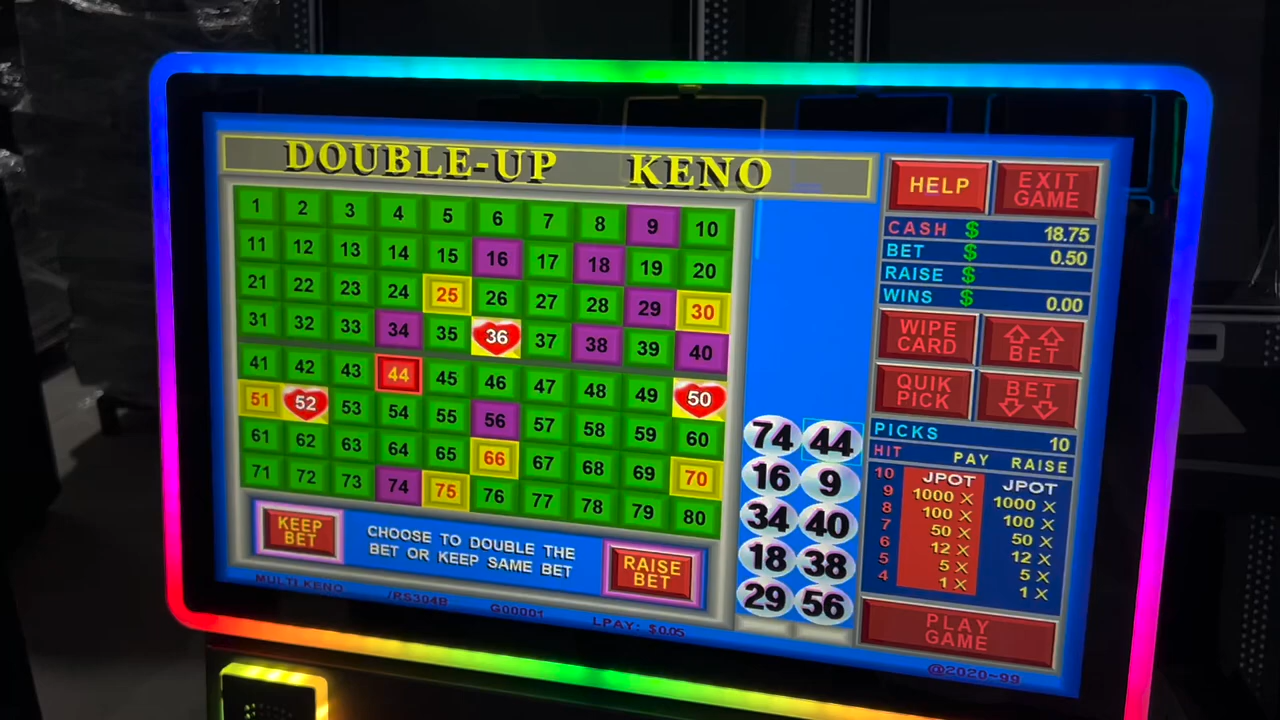 DOUBLE-UP KENO
1 2 3 4 5 6 7 8 9 10
11 12 13 14 15 16 17 18 19 20
21 22 23 24 25 26 27 28 29 30
31 32 33 34 35 36 37 38 39 40
41 42 43 44 45 46 47 48 49 50
51 52 53 54 55 56 57 58 59 60
61 62 63 64 65 66 67 68 69 70
71 72 73 74 75 76 77 78 79 80
KEEP
BET
CHOOSE TO DOUBLE THE
BET OR KEEP SAME BET
RAISE
BET
MULTI KENO /RS304B G00001 LPAY: $0.05
74 44
16 9
34 40
18 38
29 56
HELP
EXIT
GAME
CASH $ 18.75
BET $ 0.50
RAISE $
WINS $ 0.00
WIPE
CARD
BET
QUIK
PICK
BET
PICKS 10
HIT PAY RAISE
10 JPOT JPOT
9 1000 X 1000 X
8 100 X 100 X
7 50 X 50 X
6 12 X 12 X
5 5 X 5 X
4 1 X 1 X
PLAY
GAME
@2020-99